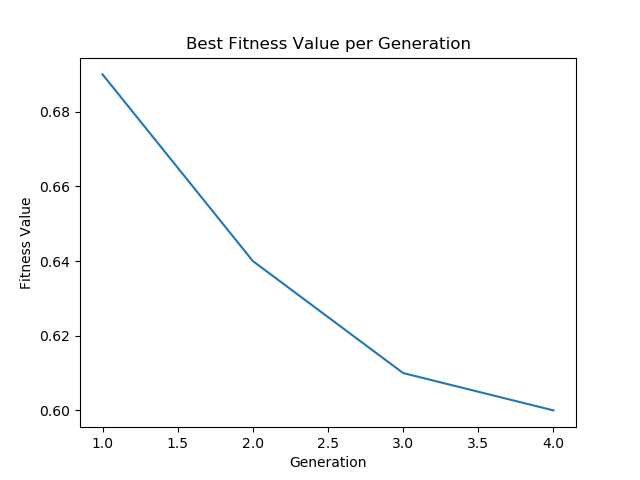 Best Fitness Value per Generation
0.68
0.66
0.64
0.62
0.60
Fitness Value
1.0 1.5 2.0 2.5 3.0 3.5 4.0
Generation